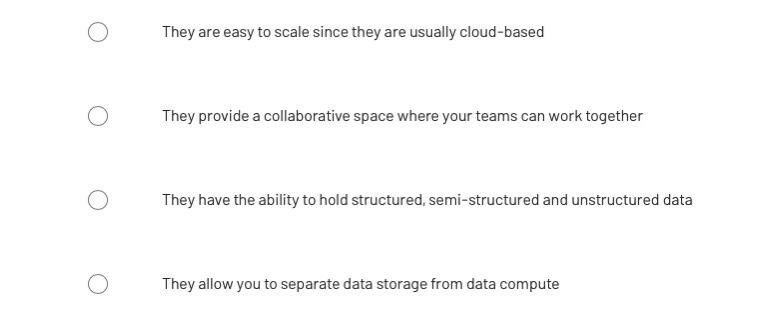 They are easy to scale since they are usually cloud-based
They provide a collaborative space where your teams can work together
They have the ability to hold structured, semi-structured and unstructured data
They allow you to separate data storage from data compute